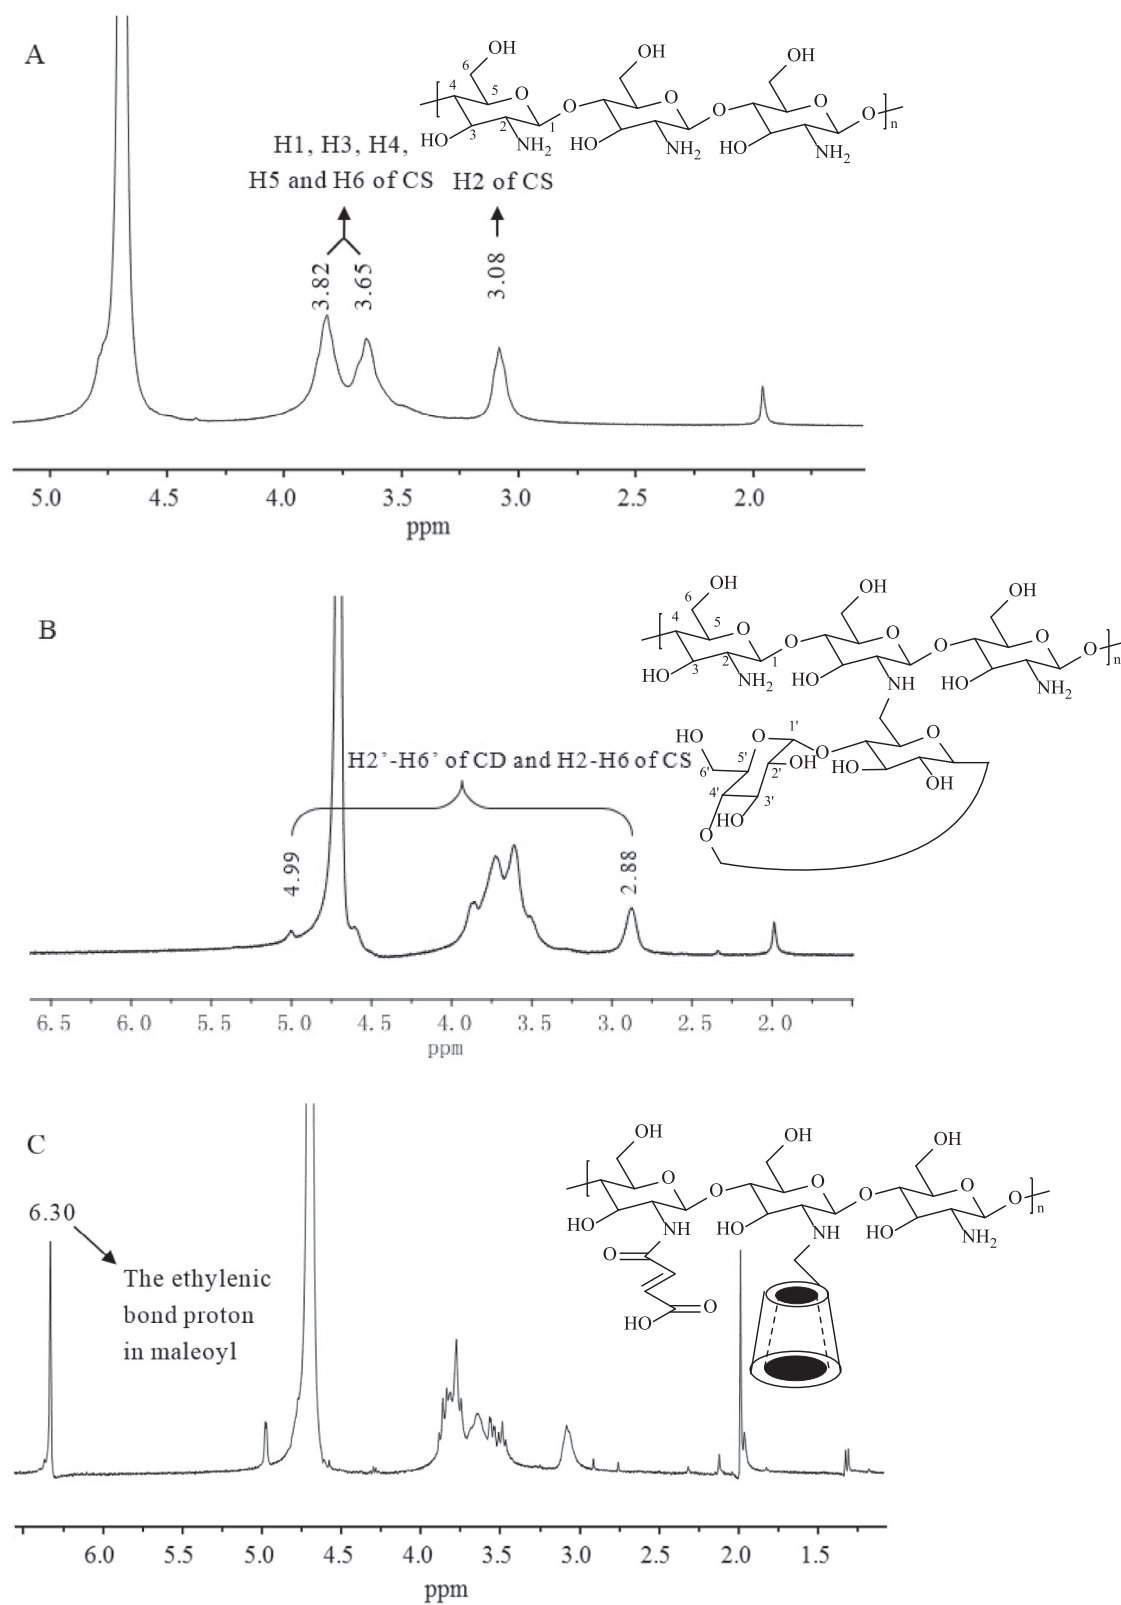 A
OH
OH
OH
6
4
5
O
O
O
O
O
O
n
HO
3
2
1
NH2
HO
NH2
HO
NH2
H1, H3, H4,
H5 and H6 of CS
H2 of CS
3.82
3.65
3.08
5.0 4.5 4.0 3.5 3.0 2.5 2.0
ppm
B
OH
OH
OH
6
4
5
O
O
O
O
O
O
n
HO
3
2
1
NH2
HO
NH
HO
NH2
HO
O
1'
O
O
5'
6'
2'
OH
HO
OH
4'
3'
HO
O
H2’-H6’ of CD and H2-H6 of CS
4.99
2.88
6.5 6.0 5.5 5.0 4.5 4.0 3.5 3.0 2.5 2.0
ppm
C
OH
OH
OH
O
O
O
O
O
O
n
HO
NH
HO
NH
HO
NH2
O
O
HO
6.30
The ethylenic
bond proton
in maleoyl
6.0 5.5 5.0 4.5 4.0 3.5 3.0 2.5 2.0 1.5
ppm